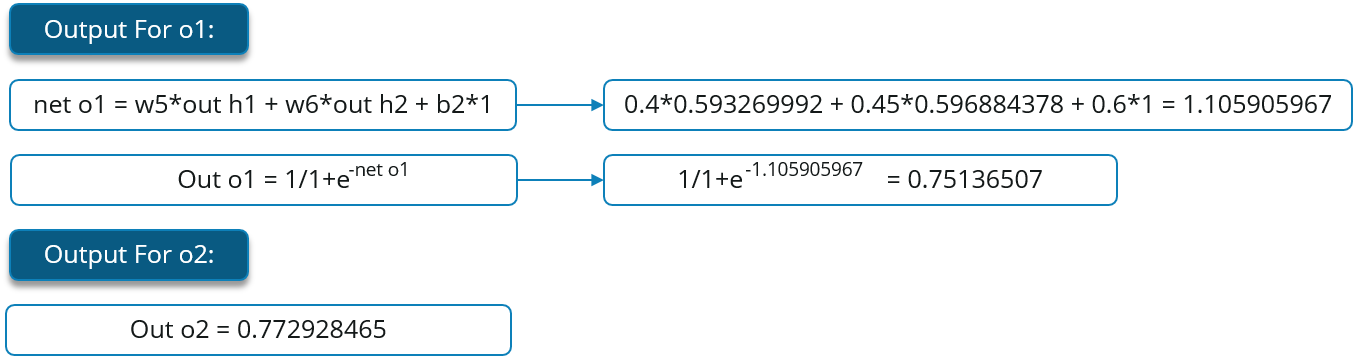 Output For o1:
net o1 = w5*out h1 + w6*out h2 + b2*1
0.4*0.593269992 + 0.45*0.596884378 + 0.6*1 = 1.105905967
Out o1 = 1/1+e-net o1
1/1+e-1.105905967 = 0.75136507
Output For o2:
Out o2 = 0.772928465